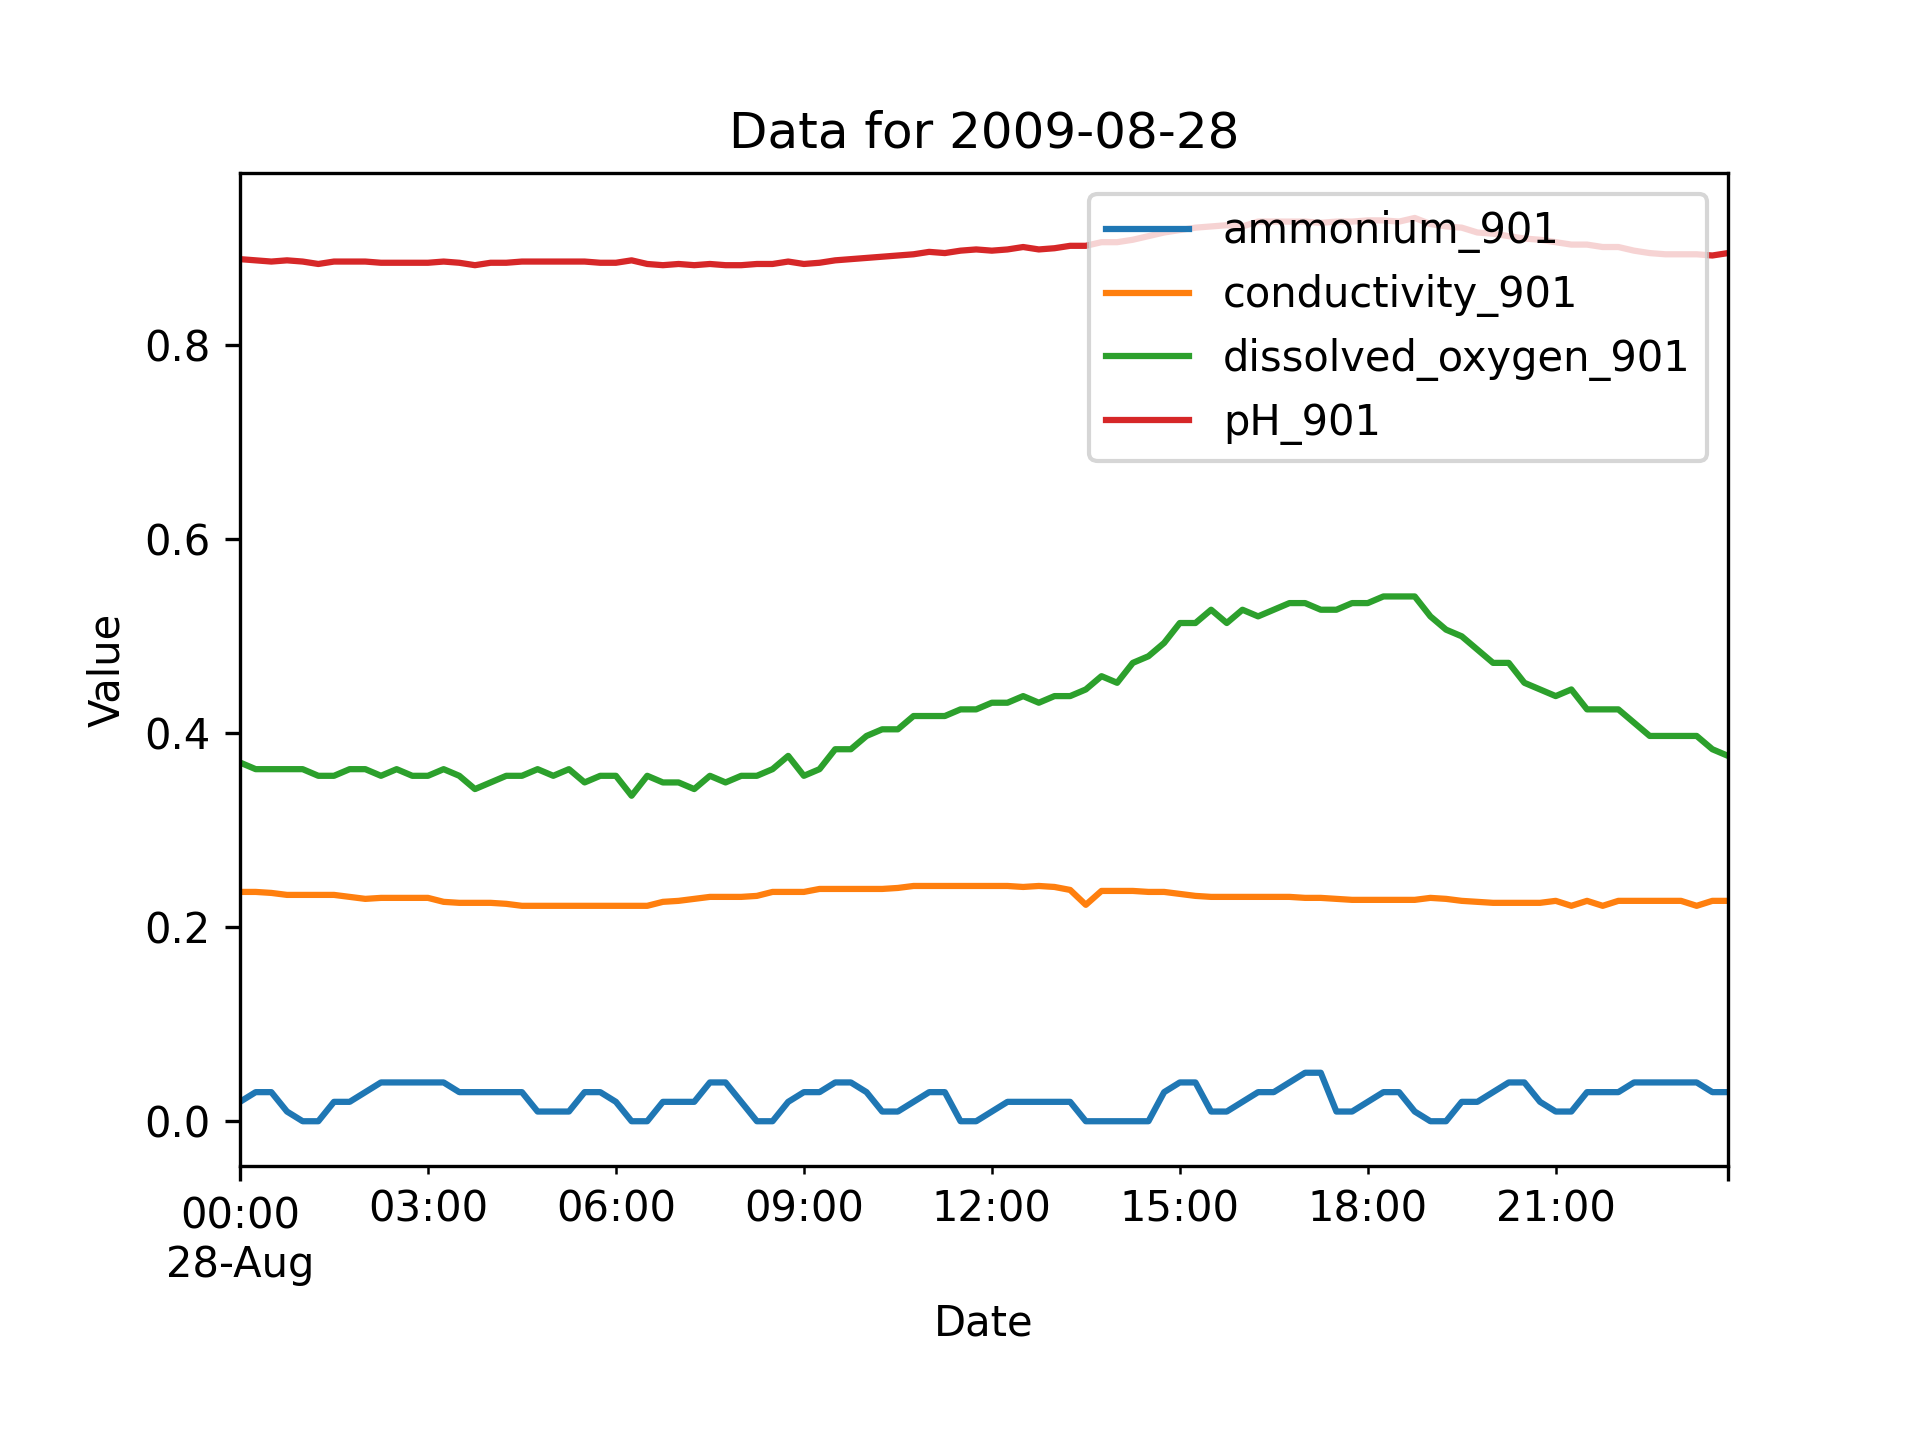 Data for 2009-08-28
ammonium_901
conductivity_901
dissolved_oxygen_901
pH_901
0.8
0.6
0.4
0.2
0.0
Value
00:00 03:00 06:00 09:00 12:00 15:00 18:00 21:00
28-Aug
Date